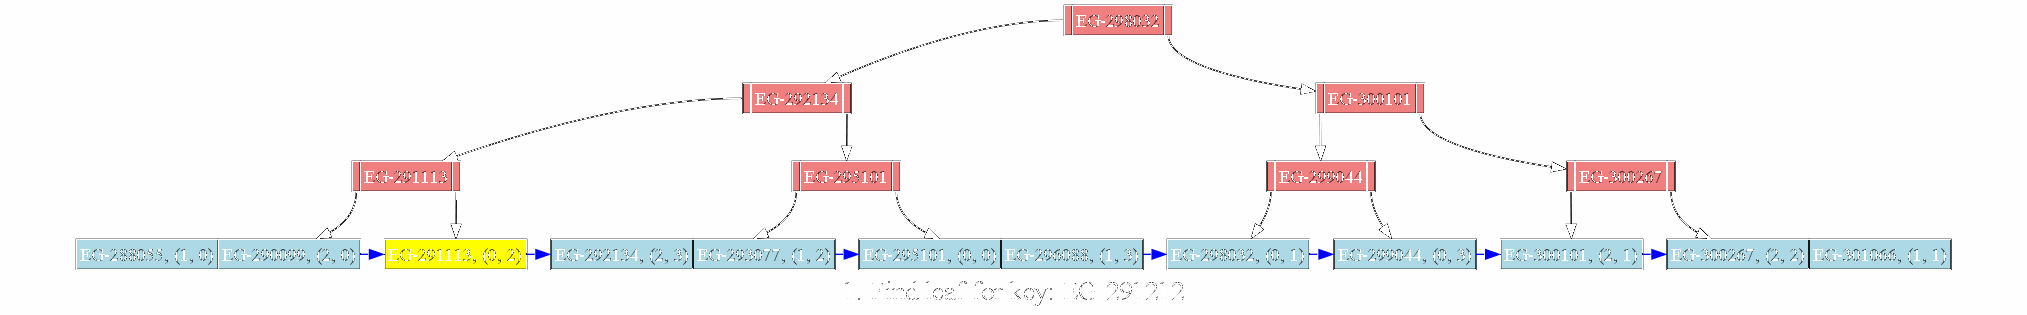 EG-298032
EG-292134 EG-300101
EG-291113 EG-295101 EG-299044 EG-300267
EG-288055, (1, 0) EG-290099, (2, 0) EG-291113, (0, 2) EG-292134, (2, 3) EG-293077, (1, 2) EG-295101, (0, 0) EG-296088, (1, 3) EG-298032, (0, 1) EG-299044, (0, 3) EG-300101, (2, 1) EG-300267, (2, 2) EG-301066, (1, 1)
1. Find leaf for key: EG-291212